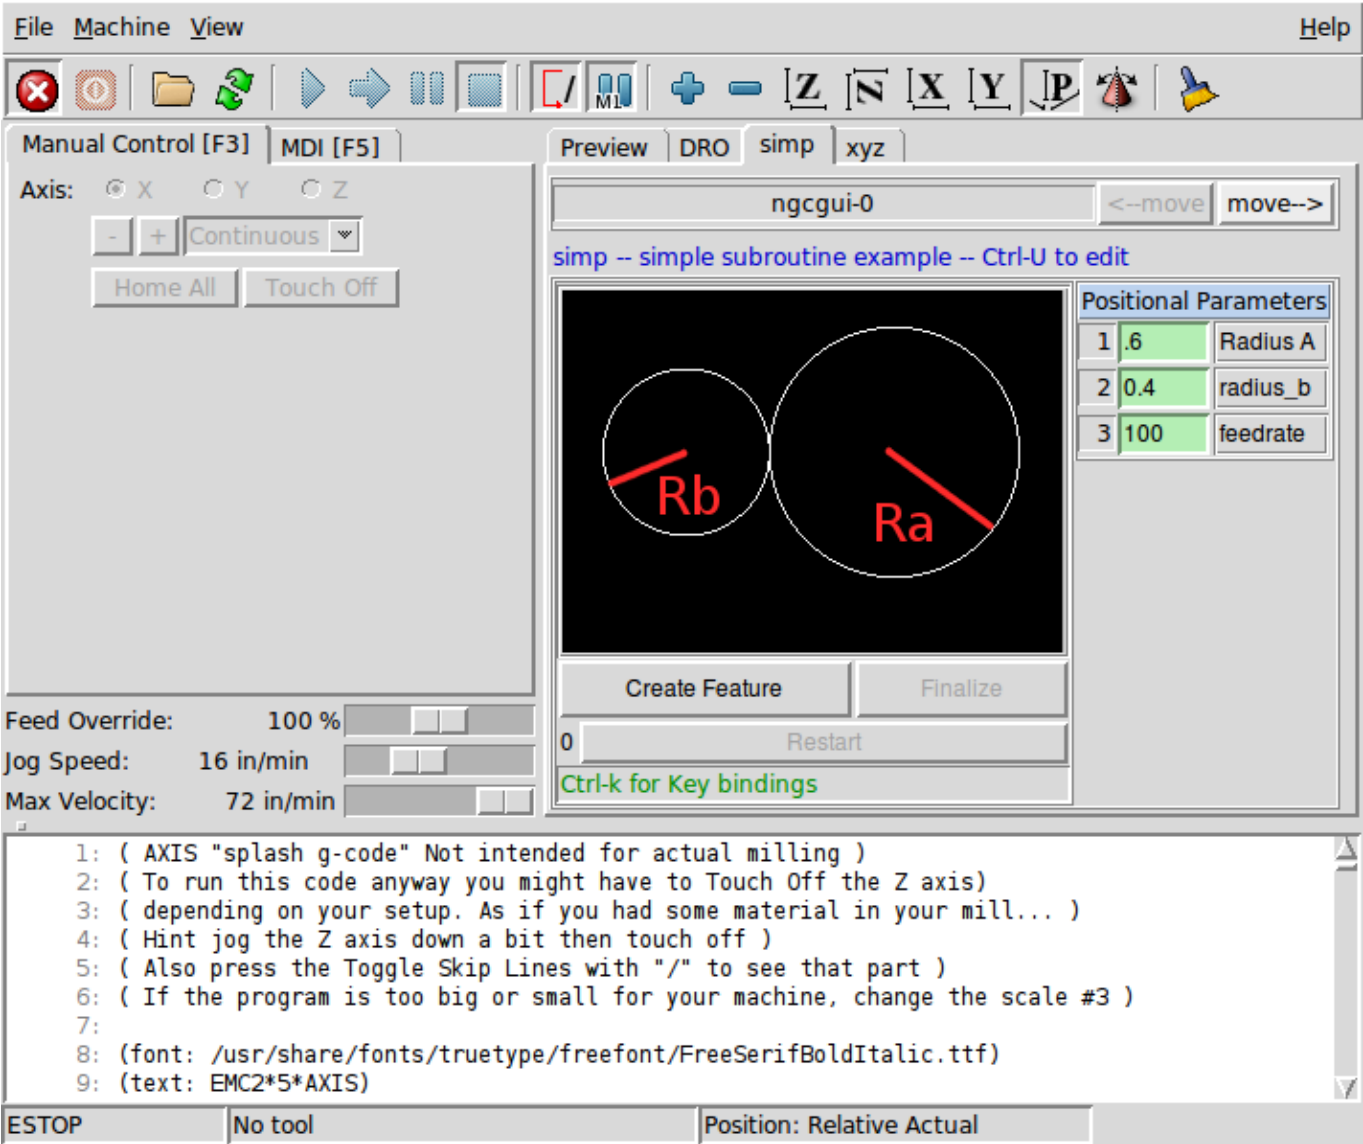 File Machine View Help
M1 Z N X Y P
Manual Control [F3] MDI [F5] Preview DRO simp xyz
Axis: X Y Z
- + Continuous
Home All Touch Off
ngcgui-0 <--move move-->
simp -- simple subroutine example -- Ctrl-U to edit
Rb Ra
Positional Parameters
1 .6 Radius A
2 0.4 radius_b
3 100 feedrate
Create Feature Finalize
0 Restart
Ctrl-k for Key bindings
Feed Override: 100 %
Jog Speed: 16 in/min
Max Velocity: 72 in/min
1: ( AXIS "splash g-code" Not intended for actual milling )
2: ( To run this code anyway you might have to Touch Off the Z axis)
3: ( depending on your setup. As if you had some material in your mill... )
4: ( Hint jog the Z axis down a bit then touch off )
5: ( Also press the Toggle Skip Lines with "/" to see that part )
6: ( If the program is too big or small for your machine, change the scale #3 )
7:
8: (font: /usr/share/fonts/truetype/freefont/FreeSerifBoldItalic.ttf)
9: (text: EMC2*5*AXIS)
ESTOP No tool Position: Relative Actual